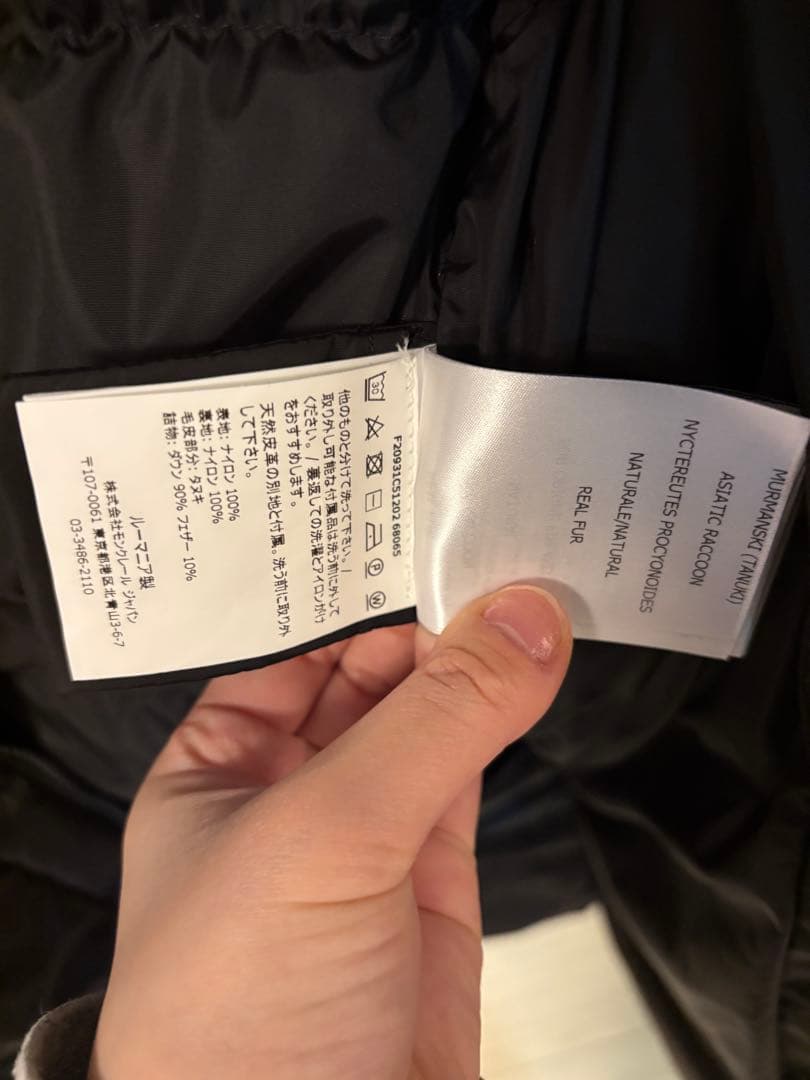 F20931C51202 68065
30
P
W
他のものと分けて洗って下さい。/
取り外し可能な付属品は洗う前に外して
ください。/ 裏返しての洗濯とアイロンがけ
をおすすめします。
天然皮革の別地と付属。洗う前に取り外
して下さい。
表地: ナイロン 100%
裏地: ナイロン 100%
毛皮部分: タヌキ
詰物: ダウン 90% フェザー 10%
ルーマニア製
株式会社モンクレール ジャパン
〒107-0061 東京都港区北青山3-6-7
03-3486-2110
MURMANSKI (TANUKI)
ASIATIC RACCOON
NYCTEREUTES PROCYONOIDES
NATURALE/NATURAL
REAL FUR